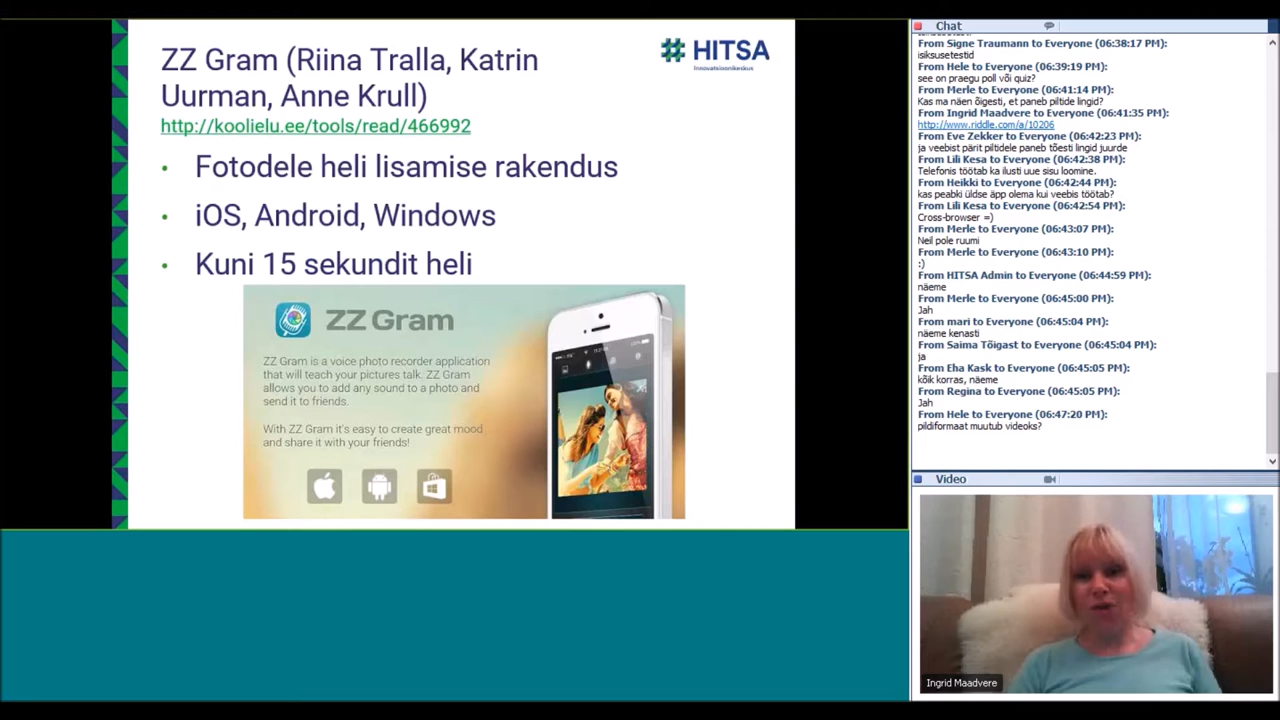 ZZ Gram (Riina Tralla, Katrin
Uurman, Anne Krull)
http://koolielu.ee/tools/read/466992
HITSA
Innovatsioonikeskus
• Fotodele heli lisamise rakendus
• iOS, Android, Windows
• Kuni 15 sekundit heli
ZZ Gram
ZZ Gram is a voice photo recorder application
that will teach your pictures talk. ZZ Gram
allows you to add any sound to a photo and
send it to friends.
With ZZ Gram it's easy to create great mood
and share it with your friends!
Chat
From Signe Traumann to Everyone (06:38:17 PM):
isiksusetestid
From Hele to Everyone (06:39:19 PM):
see on praegu poll või quiz?
From Merle to Everyone (06:41:14 PM):
Kas ma näen õigesti, et paneb piltide lingid?
From Ingrid Maadvere to Everyone (06:41:35 PM):
http://www.riddle.com/a/10206
From Eve Zekker to Everyone (06:42:23 PM):
ja veebist pärit piltidele paneb tõesti lingid juurde
From Lili Kesa to Everyone (06:42:38 PM):
Telefonis töötab ka ilusti uue sisu loomine.
From Heikki to Everyone (06:42:44 PM):
kas peabki üldse äpp olema kui veebis töötab?
From Lili Kesa to Everyone (06:42:54 PM):
Cross-browser =)
From Merle to Everyone (06:43:07 PM):
Neil pole ruumi
From Merle to Everyone (06:43:10 PM):
:)
From HITSA Admin to Everyone (06:44:59 PM):
näeme
From Merle to Everyone (06:45:00 PM):
Jah
From mari to Everyone (06:45:04 PM):
näeme kenasti
From Saima Tõigast to Everyone (06:45:04 PM):
ja
From Eha Kask to Everyone (06:45:05 PM):
kõik korras, näeme
From Regina to Everyone (06:45:05 PM):
Jah
From Hele to Everyone (06:47:20 PM):
pildiformaat muutub videoks?
Video
Ingrid Maadvere